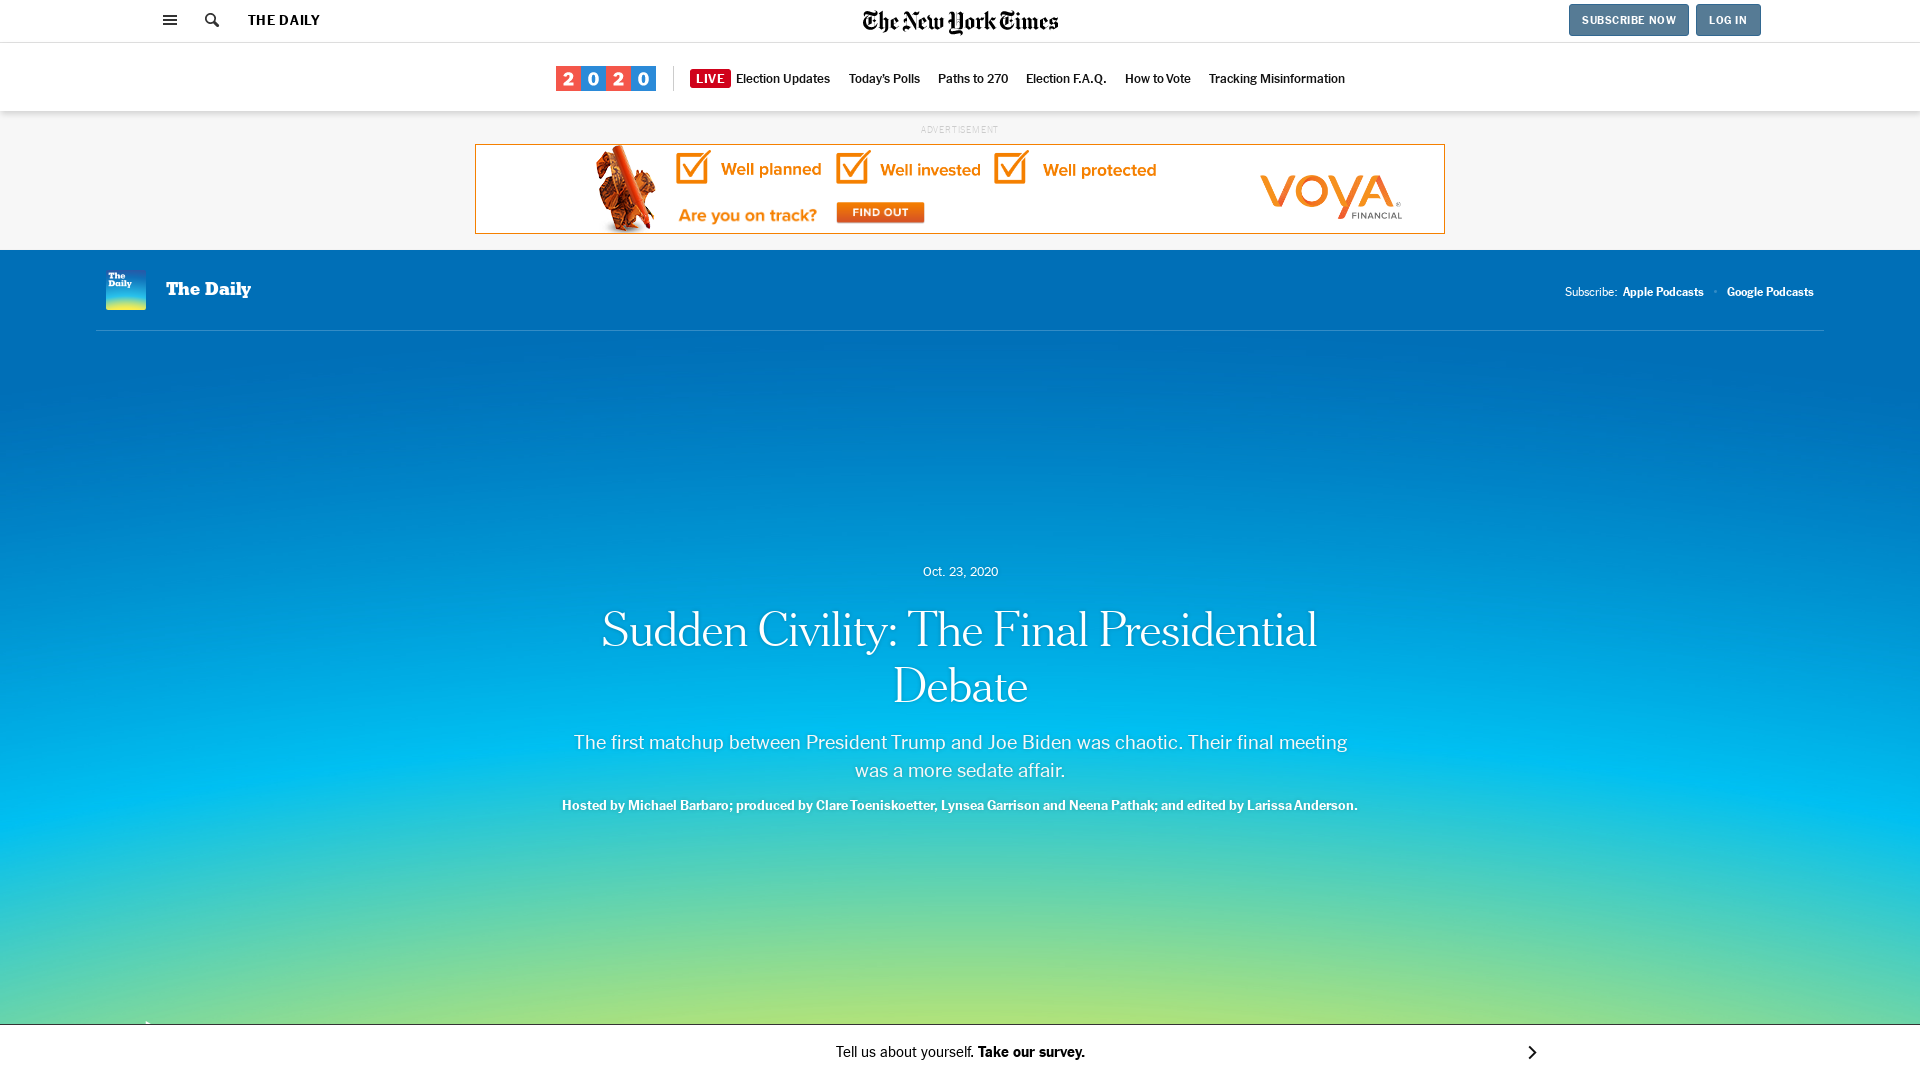 THE DAILY
The New York Times
SUBSCRIBE NOW
LOG IN
2020
LIVE Election Updates
Today's Polls
Paths to 270
Election F.A.Q.
How to Vote
Tracking Misinformation
ADVERTISEMENT
Well planned
Well invested
Well protected
Are you on track?
FIND OUT
VOYA®
FINANCIAL
The
Daily
The Daily
Subscribe: Apple Podcasts • Google Podcasts
Oct. 23, 2020
Sudden Civility: The Final Presidential
Debate
The first matchup between President Trump and Joe Biden was chaotic. Their final meeting
was a more sedate affair.
Hosted by Michael Barbaro; produced by Clare Toeniskoetter, Lynsea Garrison and Neena Pathak; and edited by Larissa Anderson.
Tell us about yourself. Take our survey.